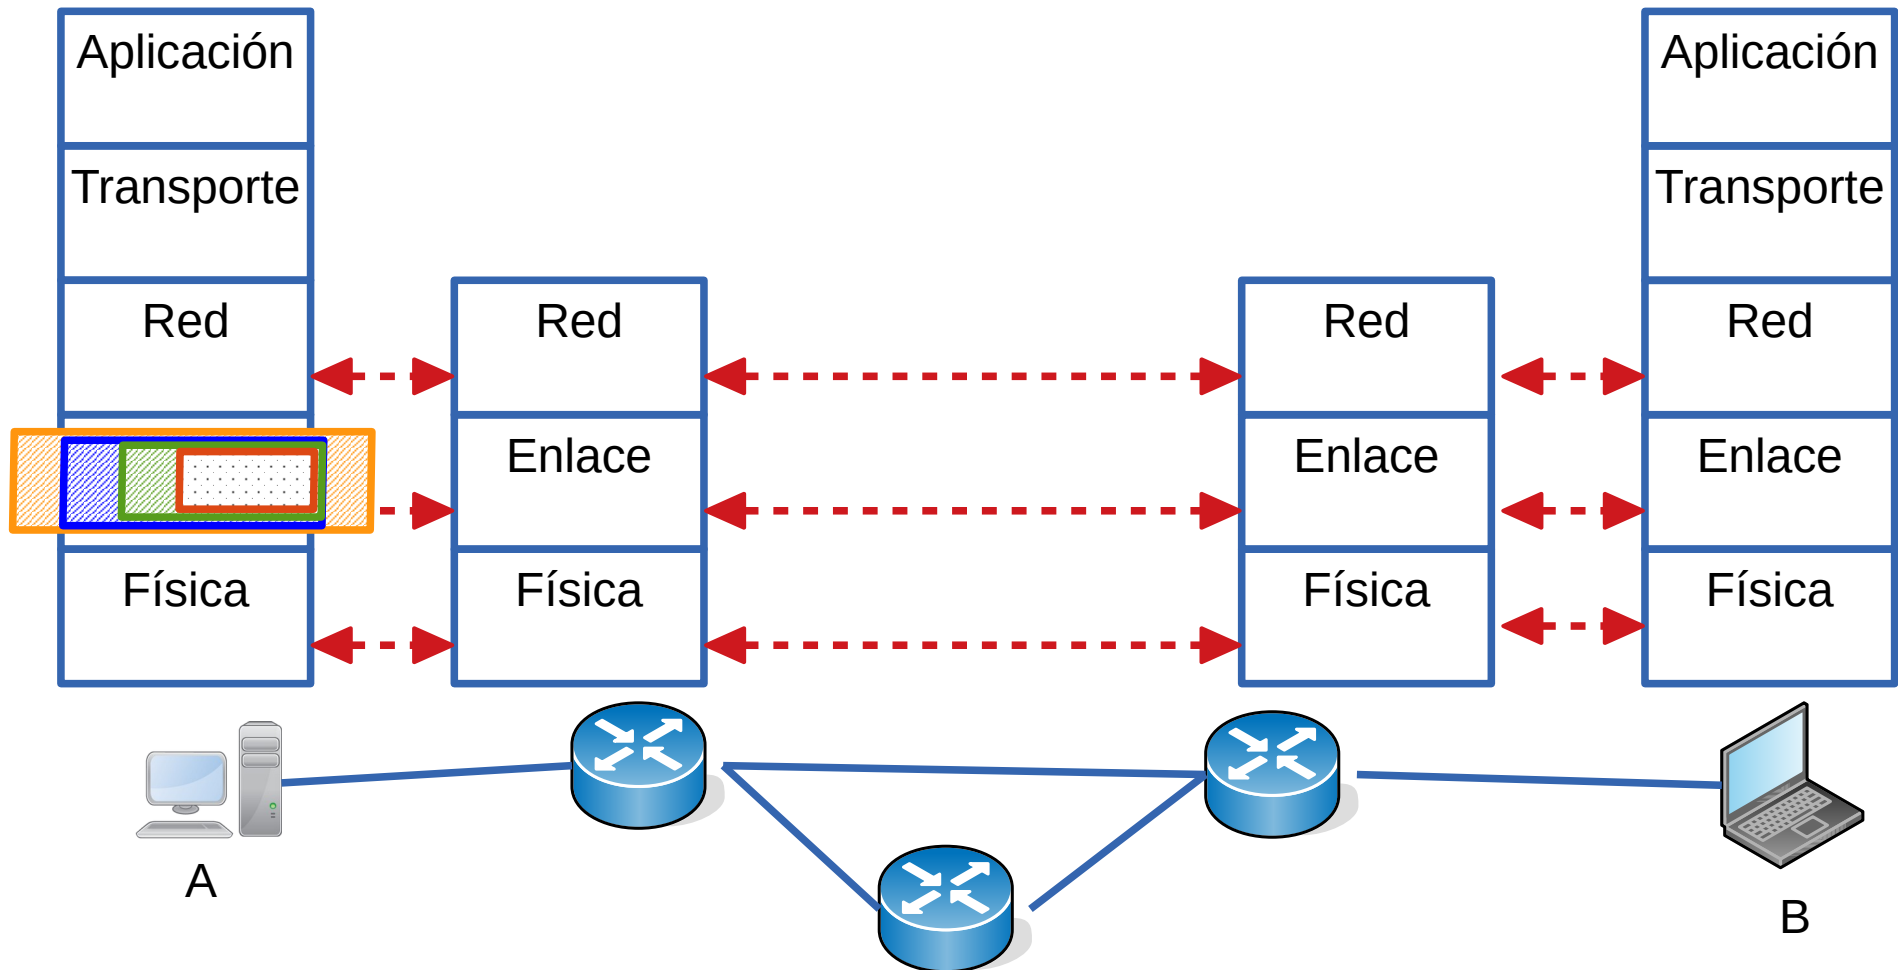 Aplicación
Aplicación
Transporte
Transporte
Red
Red
Red
Red
Enlace
Enlace
Enlace
Física
Física
Física
Física
A
B